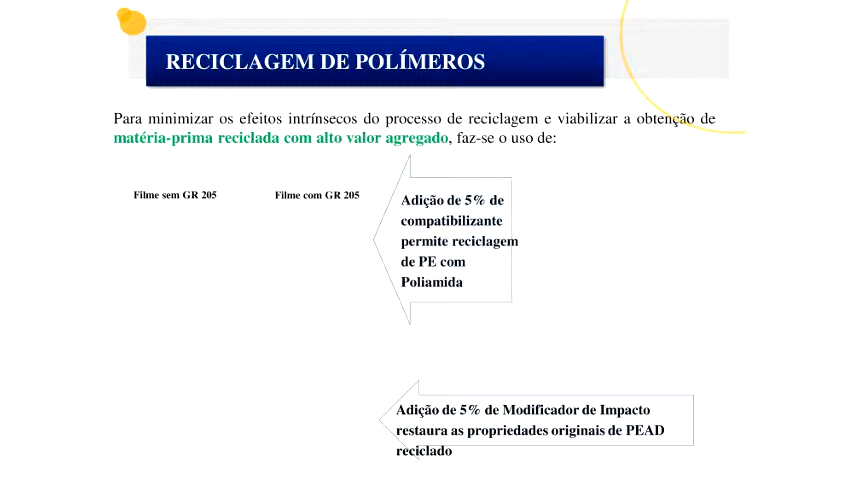 RECICLAGEM DE POLÍMEROS
Para minimizar os efeitos intrínsecos do processo de reciclagem e viabilizar a obtenção de
matéria-prima reciclada com alto valor agregado, faz-se o uso de:
Filme sem GR 205
Filme com GR 205
Adição de 5% de
compatibilizante
permite reciclagem
de PE com
Poliamida
Adição de 5% de Modificador de Impacto
restaura as propriedades originais de PEAD
reciclado